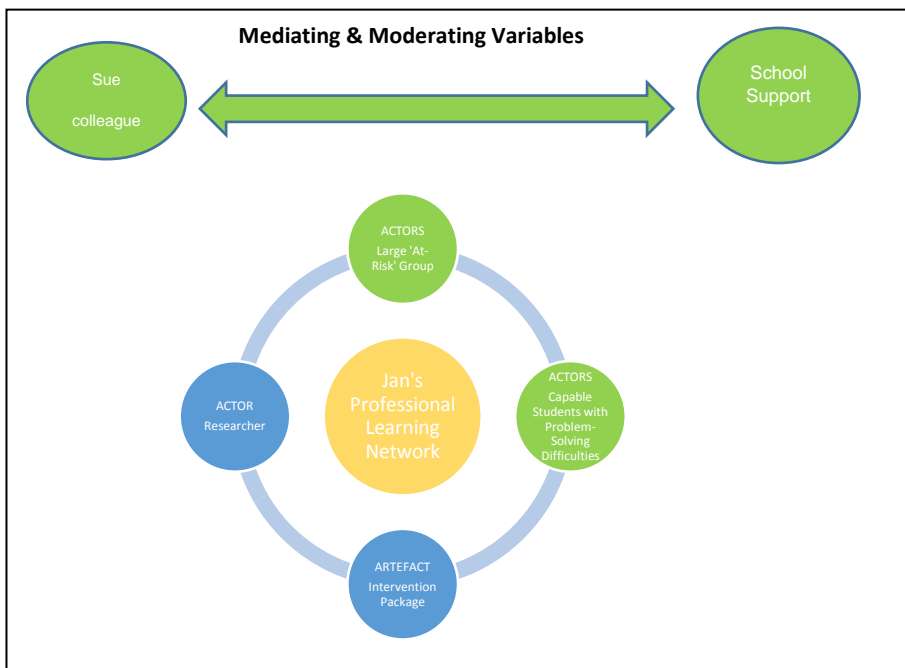 Mediating & Moderating Variables
Sue
colleague
School
Support
ACTORS
Large 'At-
Risk' Group
ACTOR
Researcher
Jan's
Professional
Learning
Network
ACTORS
Capable
Students with
Problem-
Solving
Difficulties
ARTEFACT
Intervention
Package